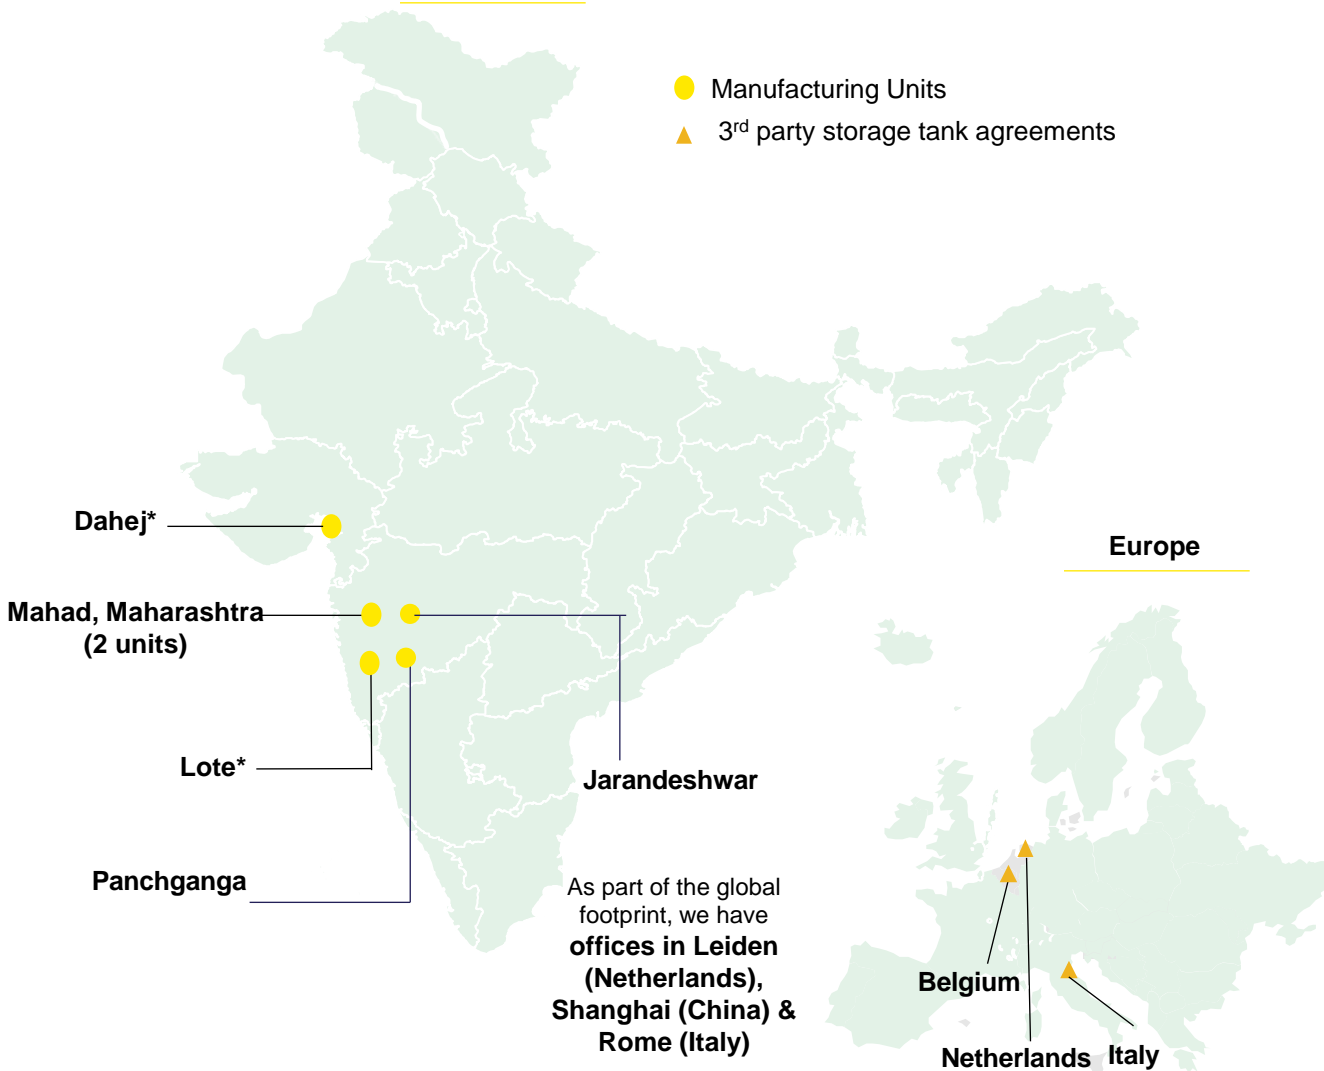 Manufacturing Units
3rd party storage tank agreements
Dahej*
Mahad, Maharashtra
(2 units)
Lote*
Panchganga
Jarandeshwar
As part of the global
footprint, we have
offices in Leiden
(Netherlands),
Shanghai (China) &
Rome (Italy)
Europe
Belgium
Netherlands
Italy